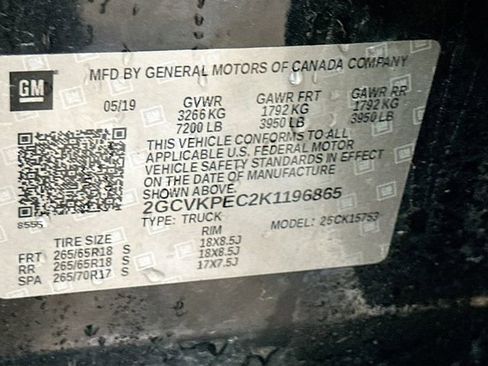 GM
MFD BY GENERAL MOTORS OF CANADA COMPANY
05/19 GVWR GAWR FRT GAWR RR
3266 KG 1792 KG 1792 KG
7200 LB 3950 LB 3950 LB
THIS VEHICLE CONFORMS TO ALL
APPLICABLE U.S. FEDERAL MOTOR
VEHICLE SAFETY STANDARDS IN EFFECT
ON THE DATE OF MANUFACTURE
SHOWN ABOVE.
2GCVKPEC2K1196865
8555 TYPE: TRUCK MODEL: 25CK15753
TIRE SIZE RIM
FRT 265/65R18 S 18X8.5J
RR 265/65R18 S 18X8.5J
SPA 265/70R17 S 17X7.5J